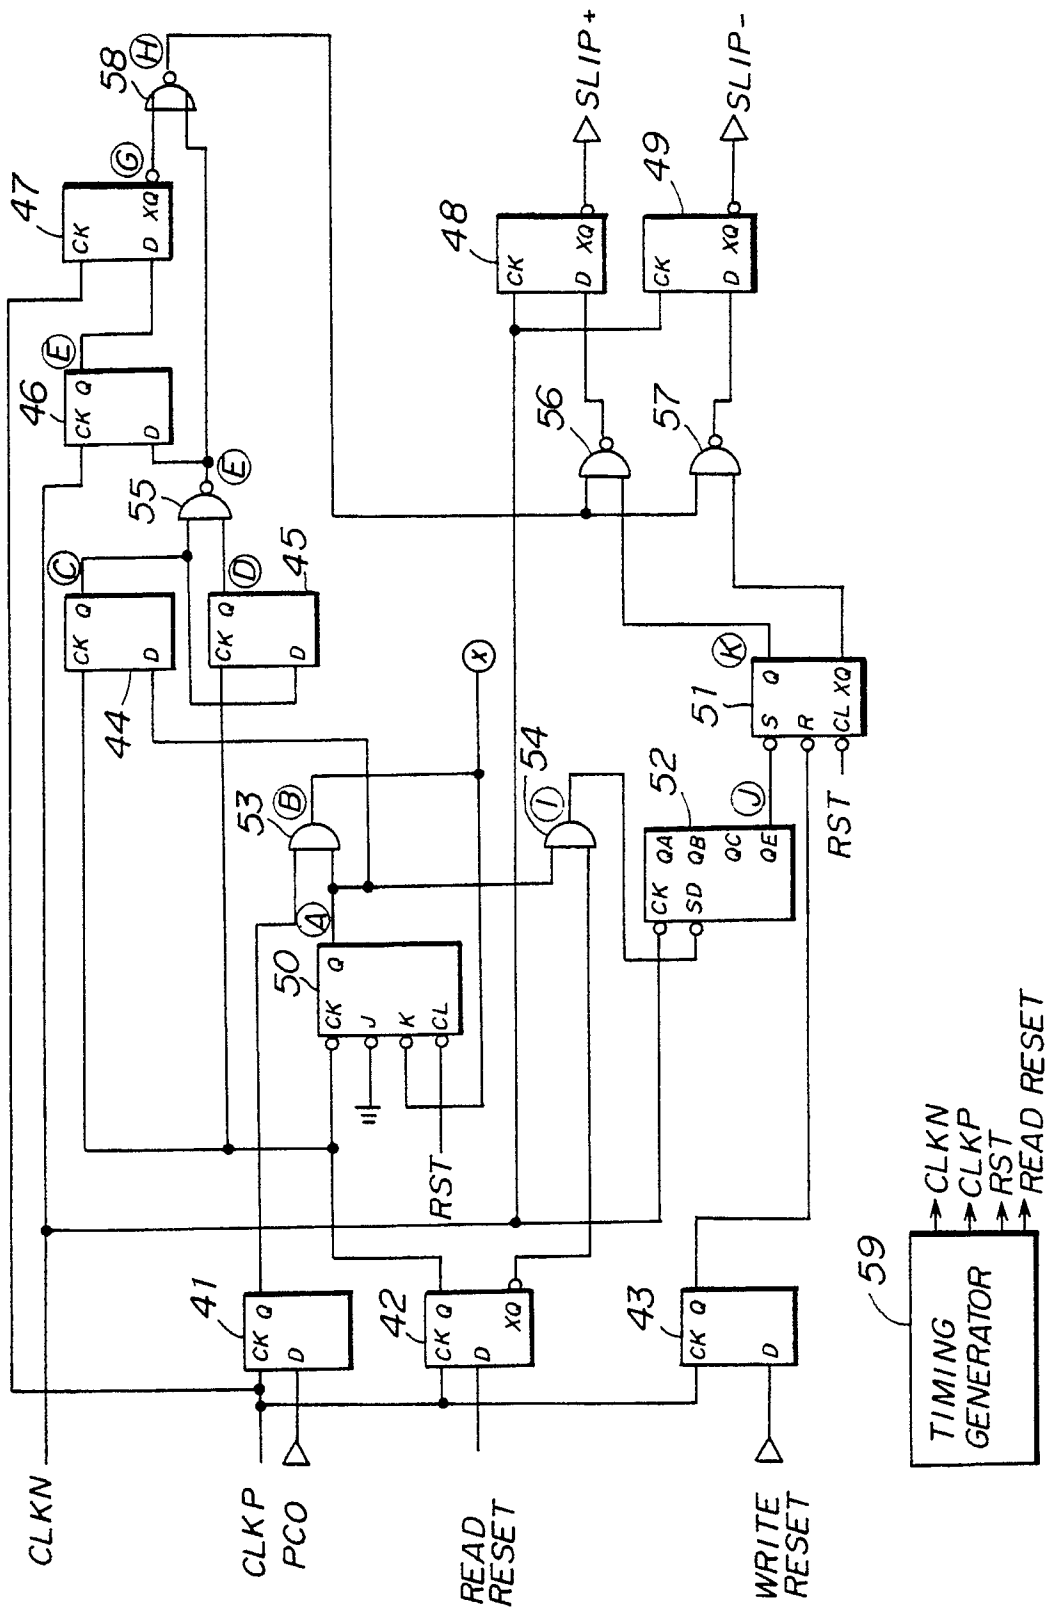 CLKN
CLKP
PCO
READ
RESET
WRITE
RESET
41
CK Q
D
42
CK Q
D XQ
43
CK Q
D
44
CK Q
D
C
45
CK Q
D
D
46
CK Q
D
E
47
CK
D XQ
G
58
H
55
E
53
B
A
50
CK Q
J
K
CL
RST
X
54
I
52
CK QA
SD QB
QC
QE
J
51
S Q
R
CL XQ
K
RST
56
57
48
CK
D XQ
SLIP+
49
CK
D XQ
SLIP-
59
TIMING
GENERATOR
CLKN
CLKP
RST
READ RESET